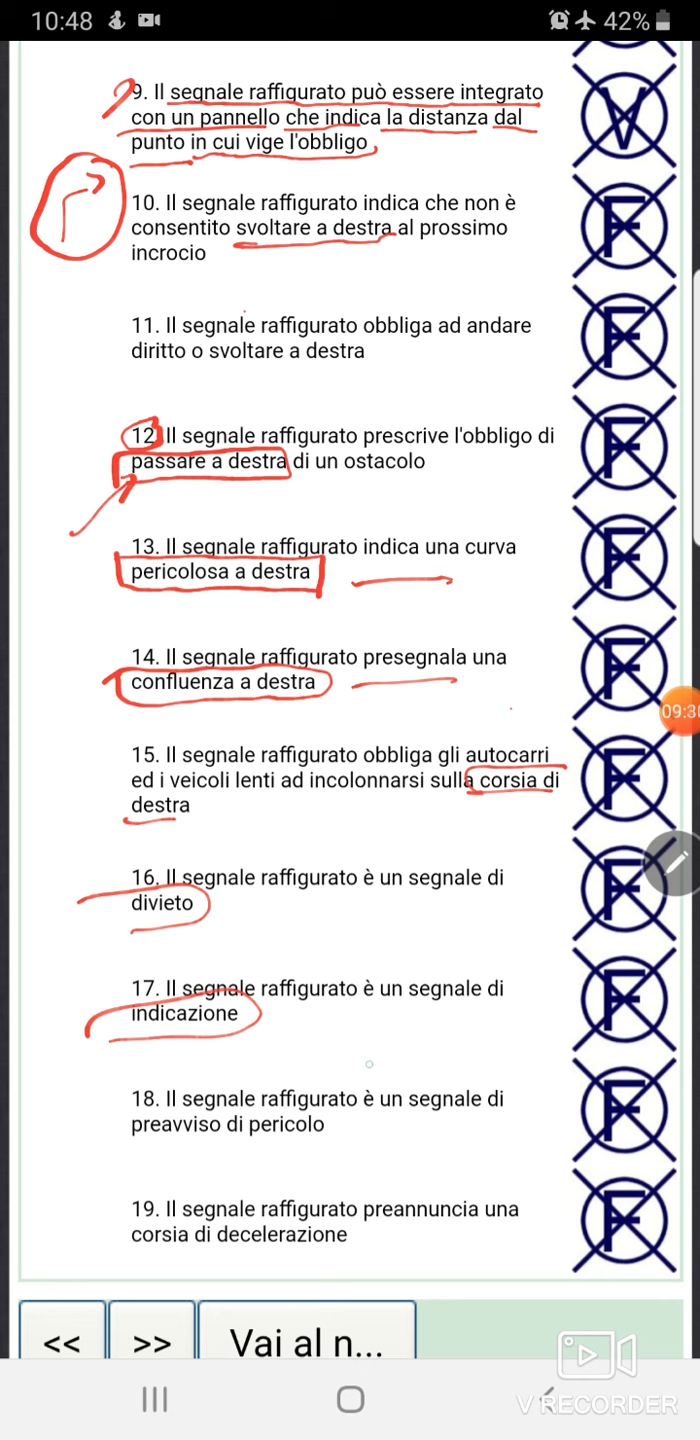 10:48
42%
9. Il segnale raffigurato può essere integrato
con un pannello che indica la distanza dal
punto in cui vige l'obbligo
V
10. Il segnale raffigurato indica che non è
consentito svoltare a destra al prossimo
incrocio
F
11. Il segnale raffigurato obbliga ad andare
diritto o svoltare a destra
F
12. Il segnale raffigurato prescrive l'obbligo di
passare a destra di un ostacolo
F
13. Il segnale raffigurato indica una curva
pericolosa a destra
F
14. Il segnale raffigurato presegnala una
confluenza a destra
F
09:30
15. Il segnale raffigurato obbliga gli autocarri
ed i veicoli lenti ad incolonnarsi sulla corsia di
destra
F
16. Il segnale raffigurato è un segnale di
divieto
F
17. Il segnale raffigurato è un segnale di
indicazione
F
18. Il segnale raffigurato è un segnale di
preavviso di pericolo
F
19. Il segnale raffigurato preannuncia una
corsia di decelerazione
F
<< >> Vai al n...
V RECORDER